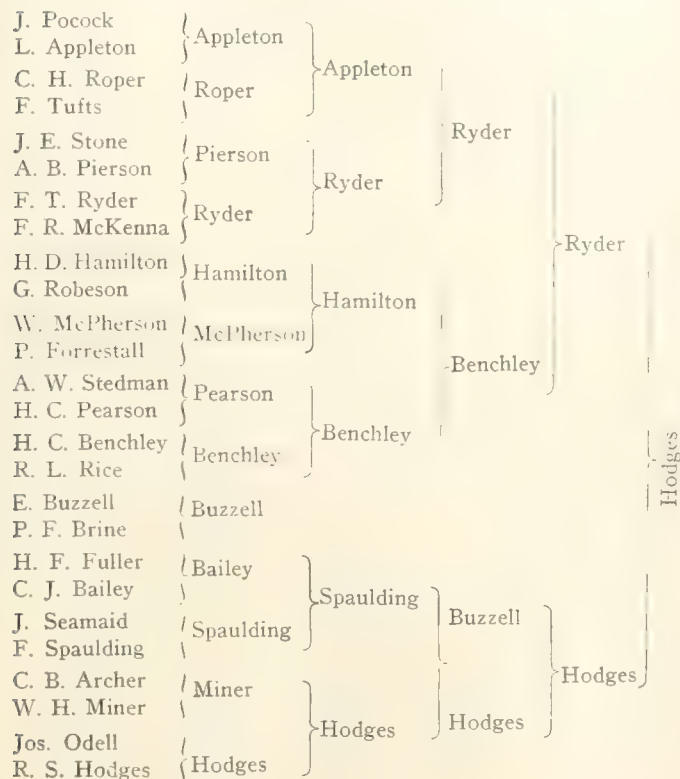 J. Pocock
L. Appleton
Appleton
Appleton
C. H. Roper
F. Tufts
Roper
Ryder
J. E. Stone
A. B. Pierson
Pierson
Ryder
F. T. Ryder
F. R. McKenna
Ryder
Ryder
H. D. Hamilton
G. Robeson
Hamilton
Hamilton
W. McPherson
P. Forrestall
McPherson
Benchley
A. W. Stedman
H. C. Pearson
Pearson
Benchley
H. C. Benchley
R. L. Rice
Benchley
Hodges
E. Buzzell
P. F. Brine
Buzzell
H. F. Fuller
C. J. Bailey
Bailey
Spaulding
Buzzell
J. Seamaid
F. Spaulding
Spaulding
C. B. Archer
W. H. Miner
Miner
Hodges
Hodges
Hodges
Jos. Odell
R. S. Hodges
Hodges